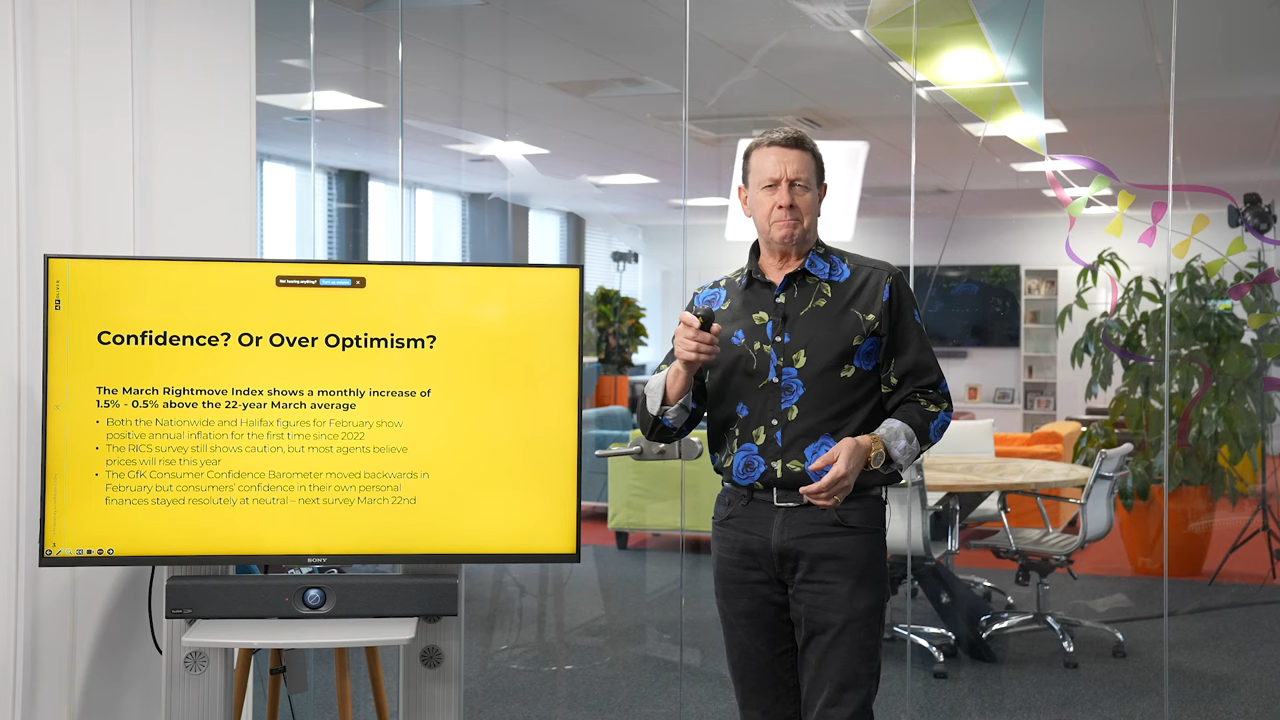 Not hearing anything?
Confidence? Or Over Optimism?
The March Rightmove Index shows a monthly increase of
1.5% - 0.5% above the 22-year March average
• Both the Nationwide and Halifax figures for February show
positive annual inflation for the first time since 2022
• The RICS survey still shows caution, but most agents believe
prices will rise this year
• The GfK Consumer Confidence Barometer moved backwards in
February but consumers' confidence in their own personal
finances stayed resolutely at neutral – next survey March 22nd
SONY